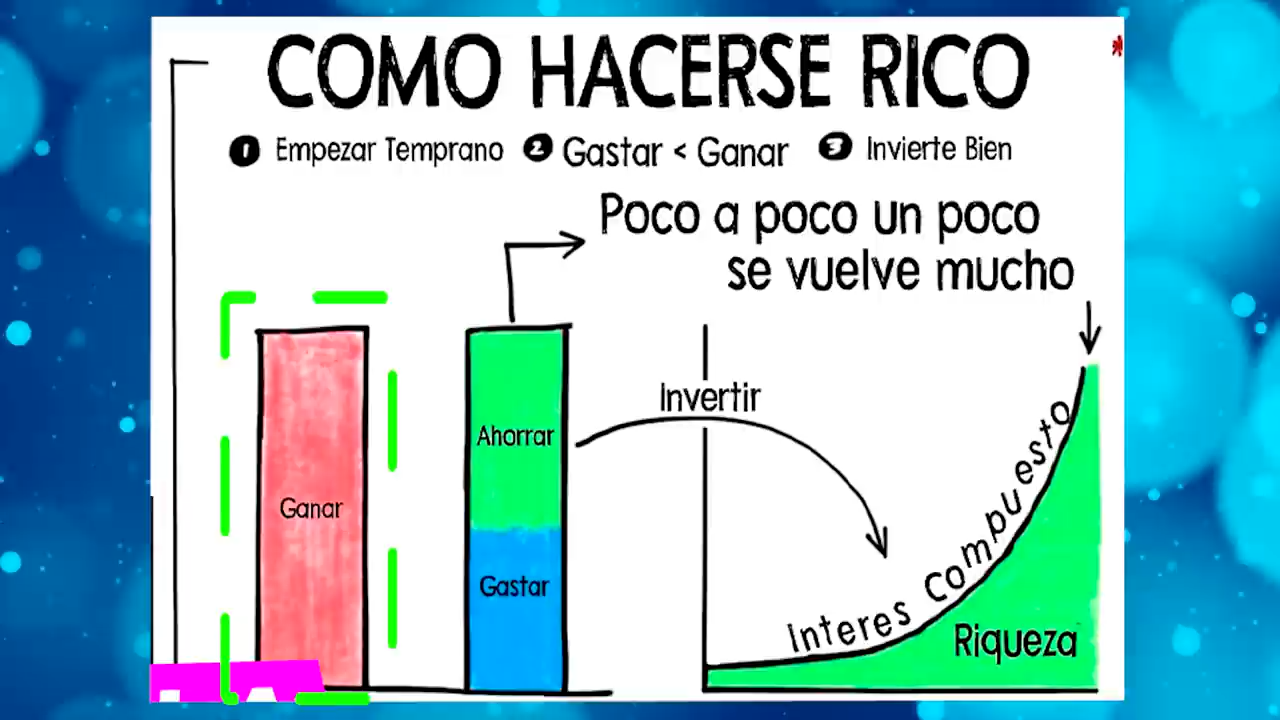 COMO HACERSE RICO
1 Empezar Temprano 2 Gastar < Ganar 3 Invierte Bien
Poco a poco un poco
se vuelve mucho
Invertir
Ahorrar
Ganar
Gastar
Interes Compuesto
Riqueza